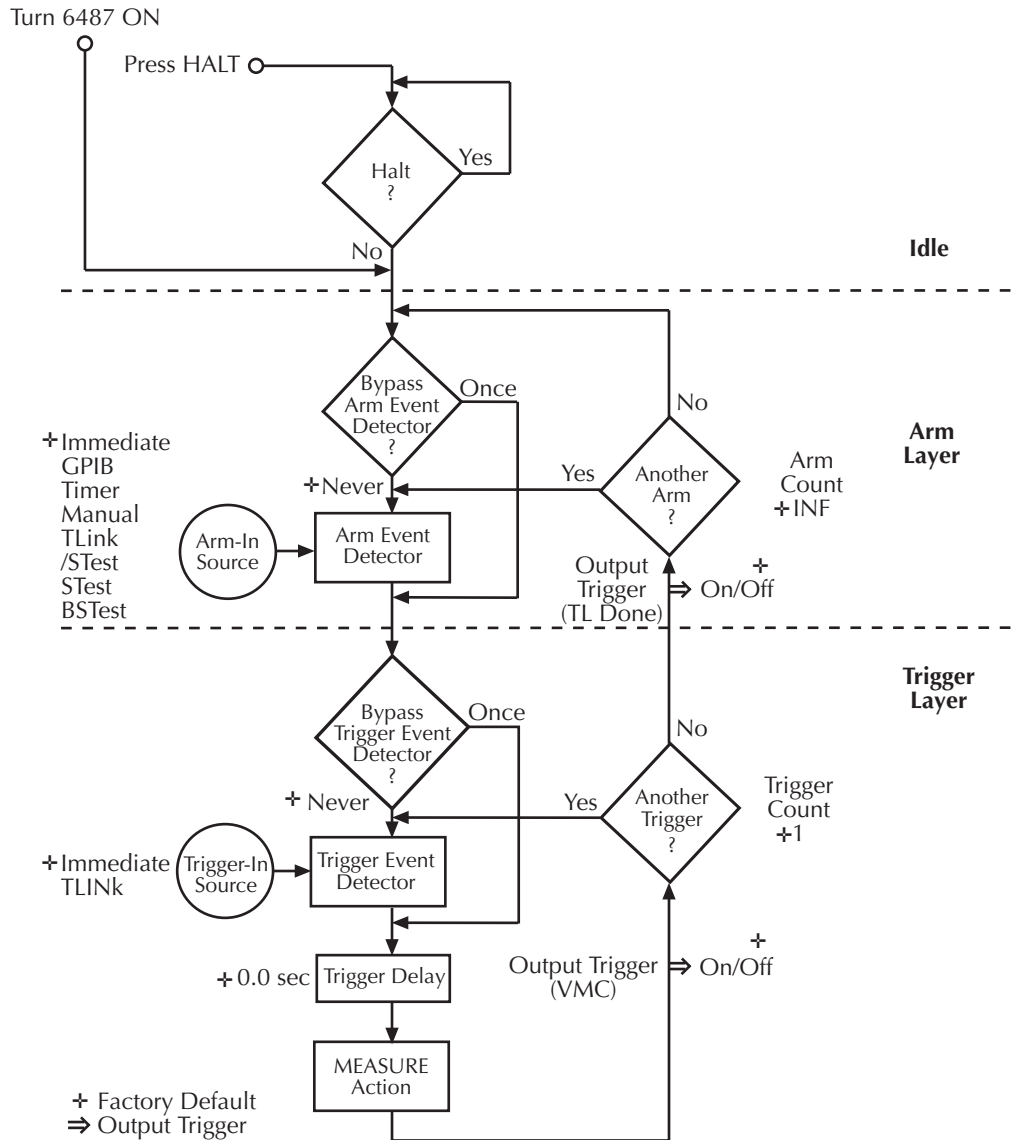 Turn 6487 ON
Press HALT
Halt
?
Yes
No
Idle
Bypass
Arm Event
Detector
?
Once
No
✛Immediate
GPIB
Timer
Manual
TLink
/STest
STest
BSTest
✛Never
Yes
Another
Arm
?
Arm
Count
✛INF
Arm
Layer
Arm-In
Source
Arm Event
Detector
Output
Trigger
(TL Done)
⇒
✛
On/Off
Bypass
Trigger Event
Detector
?
Once
No
Trigger
Layer
✛ Never
Yes
Another
Trigger
?
Trigger
Count
✛1
✛Immediate
TLINk
Trigger-In
Source
Trigger Event
Detector
✛0.0 sec
Trigger Delay
Output Trigger
(VMC)
⇒
✛
On/Off
MEASURE
Action
✛ Factory Default
⇒ Output Trigger